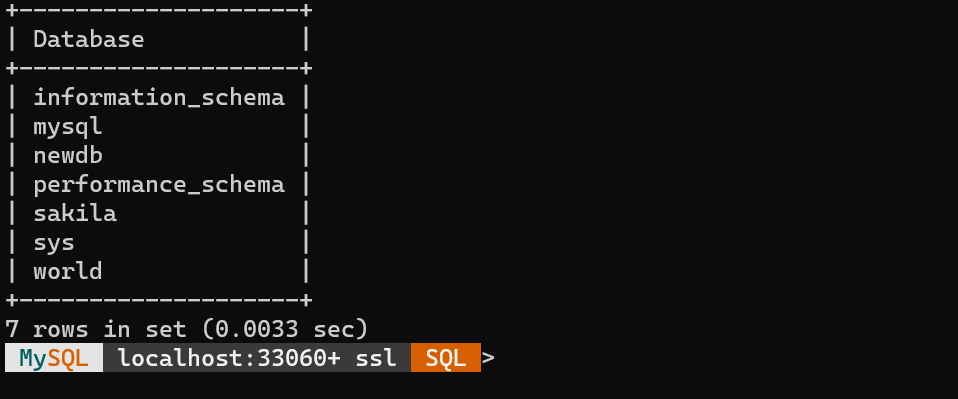 +--------------------+
| Database           |
+--------------------+
| information_schema |
| mysql              |
| newdb              |
| performance_schema |
| sakila             |
| sys                |
| world              |
+--------------------+
7 rows in set (0.0033 sec)
MySQL localhost:33060+ ssl SQL >